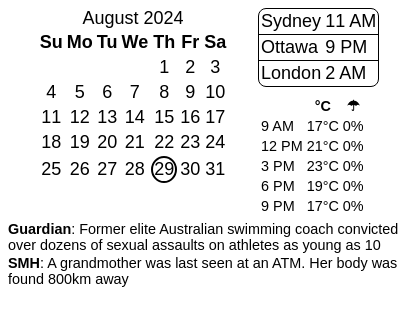 August 2024
Su Mo Tu We Th Fr Sa
1 2 3
4 5 6 7 8 9 10
11 12 13 14 15 16 17
18 19 20 21 22 23 24
25 26 27 28 29 30 31
Sydney 11 AM
Ottawa 9 PM
London 2 AM
°C ☂
9 AM 17°C 0%
12 PM 21°C 0%
3 PM 23°C 0%
6 PM 19°C 0%
9 PM 17°C 0%
Guardian: Former elite Australian swimming coach convicted
over dozens of sexual assaults on athletes as young as 10
SMH: A grandmother was last seen at an ATM. Her body was
found 800km away